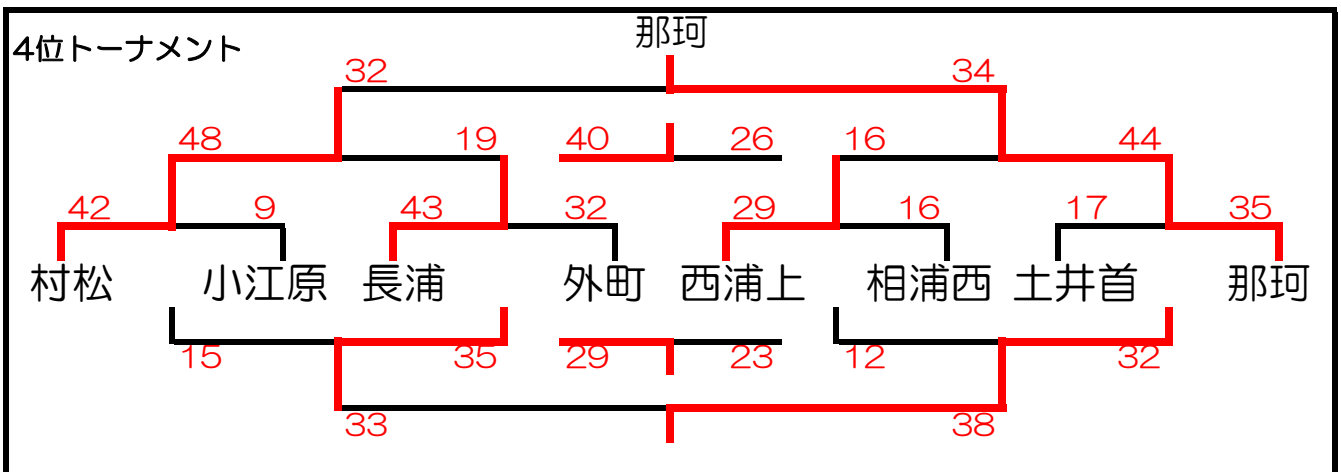 那珂
4位トーナメント
32 34
48 19 40 26 16 44
42 9 43 32 29 16 17 35
村松 小江原 長浦 外町 西浦上 相浦西 土井首 那珂
15 35 29 23 12 32
33 38